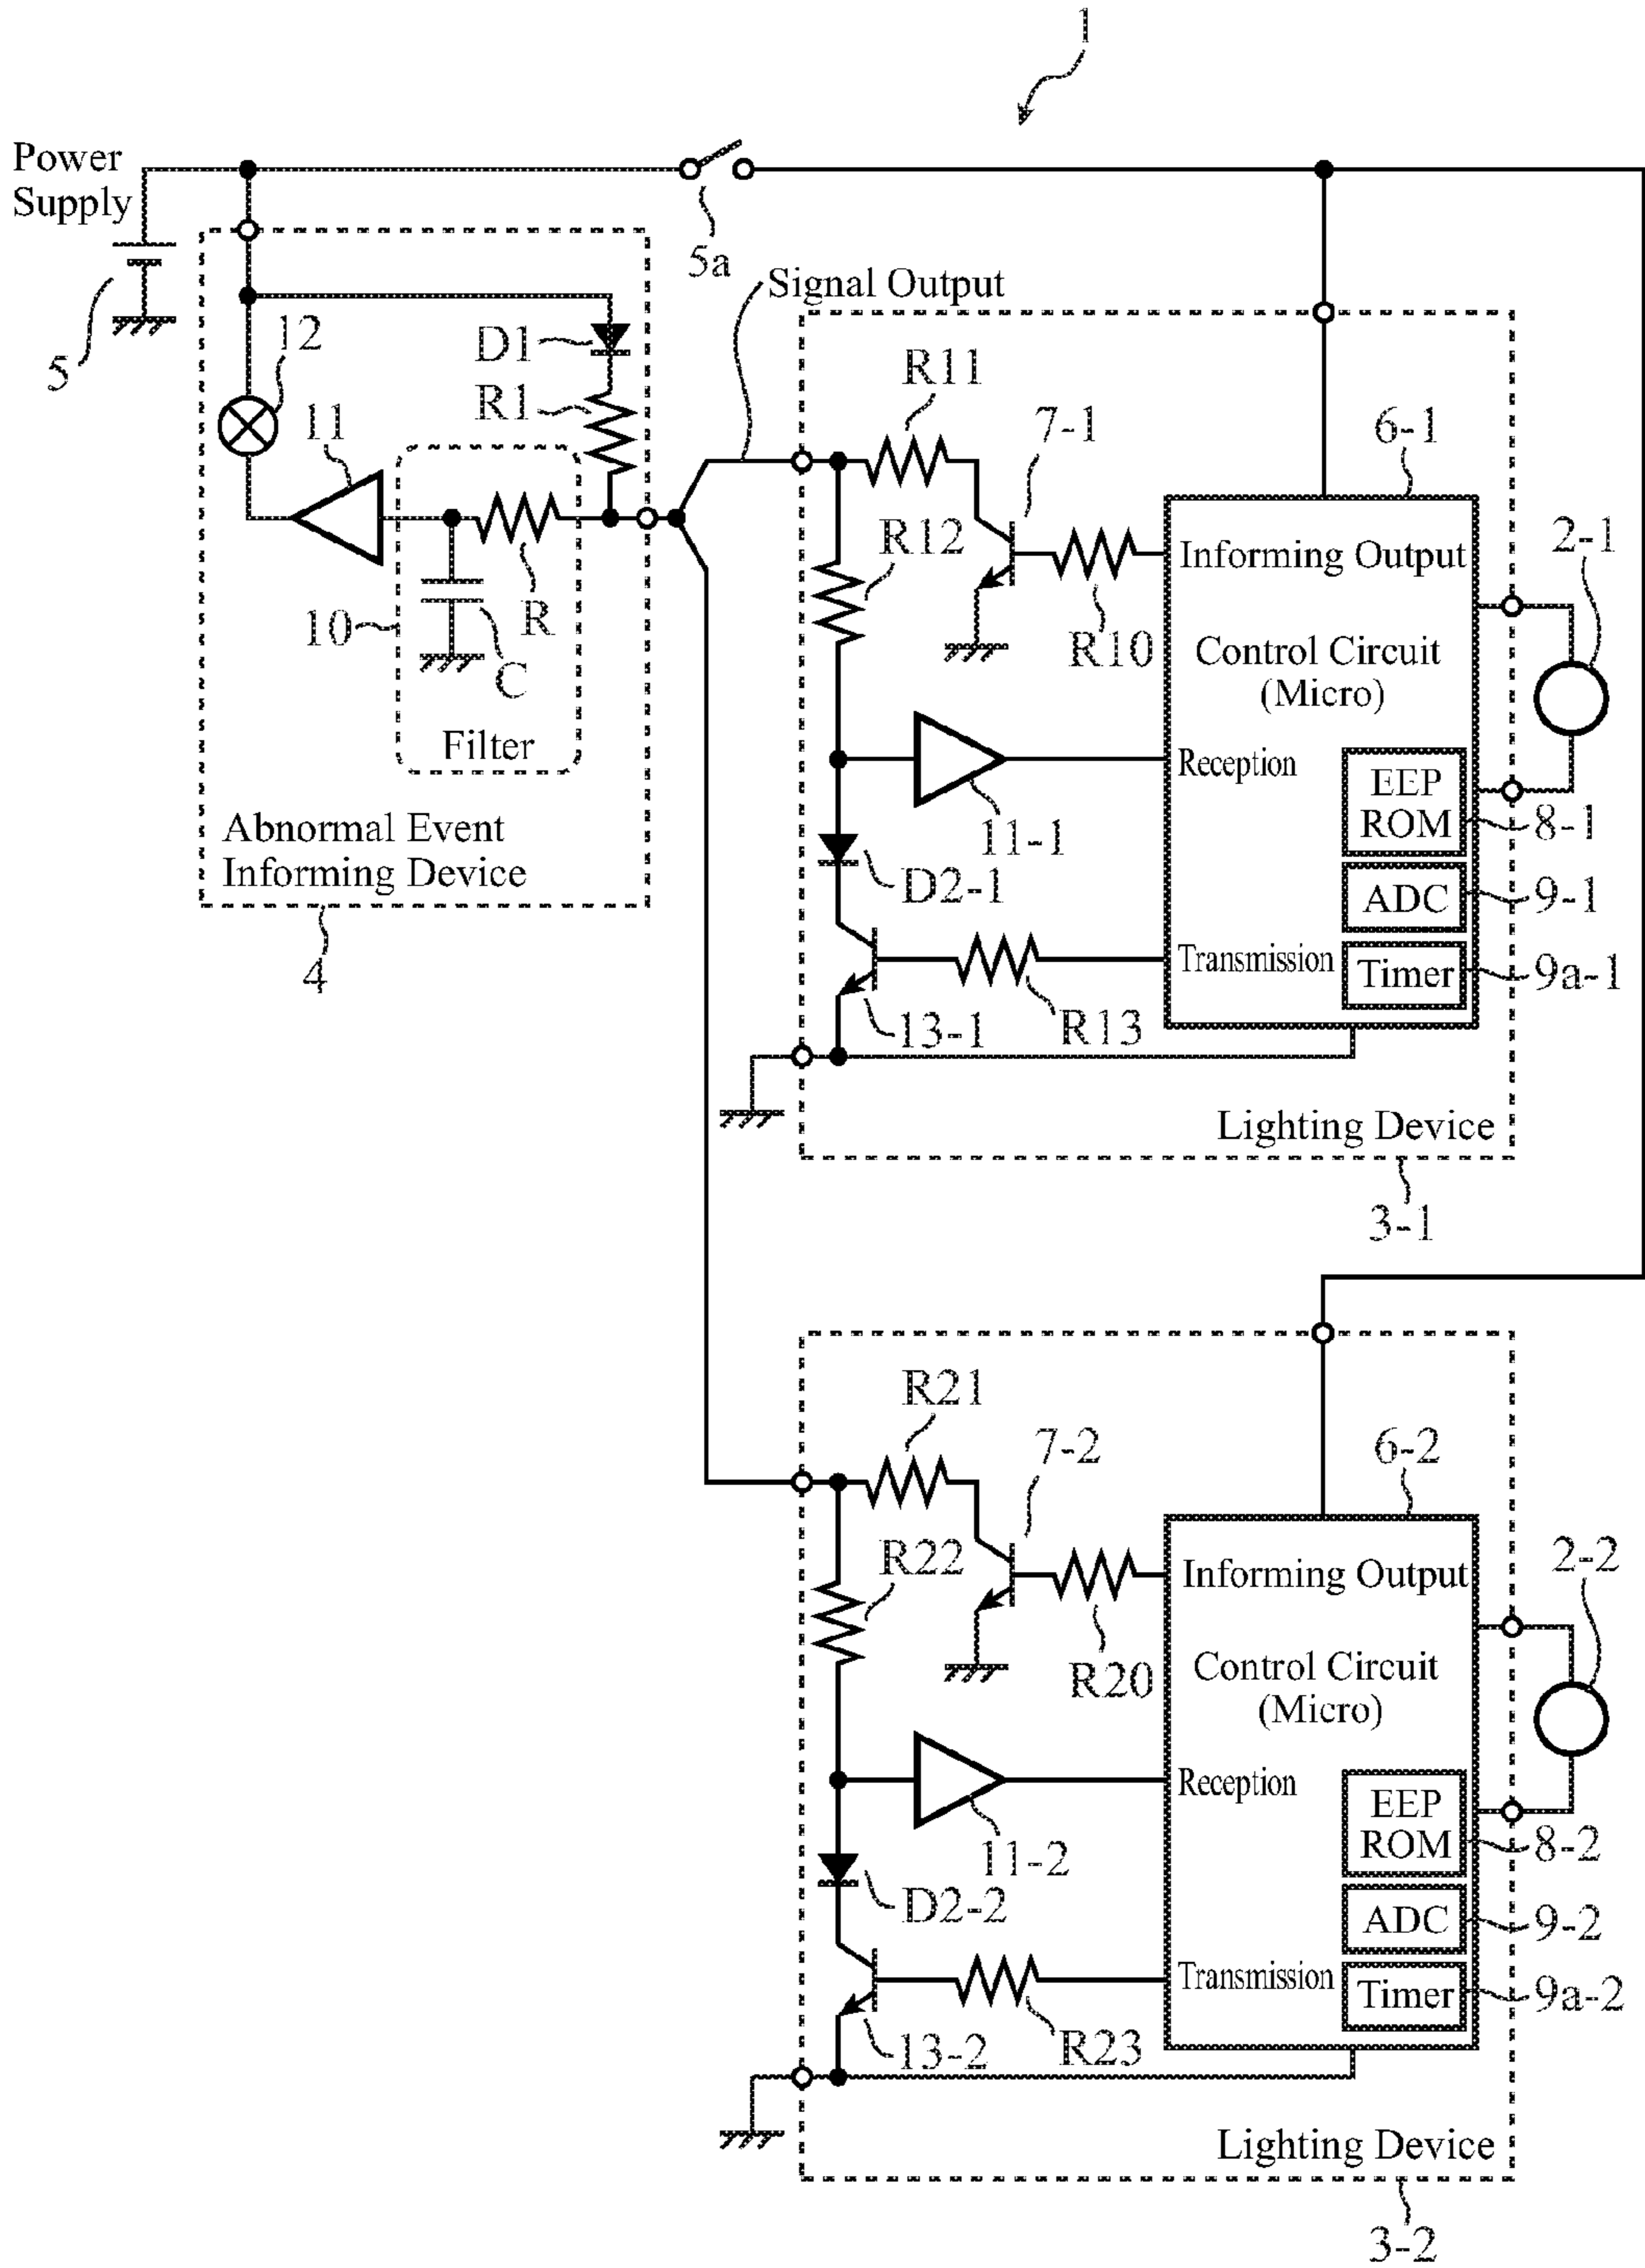 1
Power
Supply
5
5a
Signal Output
12
D1
R1
11
10
R
C
Filter
Abnormal Event
Informing Device
4
R11
7-1
6-1
R12
Informing Output
2-1
R10
Control Circuit
(Micro)
Reception
EEP
ROM
8-1
11-1
D2-1
ADC
9-1
Transmission
Timer
9a-1
13-1
R13
Lighting Device
3-1
R21
7-2
6-2
R22
Informing Output
2-2
R20
Control Circuit
(Micro)
Reception
EEP
ROM
8-2
11-2
D2-2
ADC
9-2
Transmission
Timer
9a-2
13-2
R23
Lighting Device
3-2